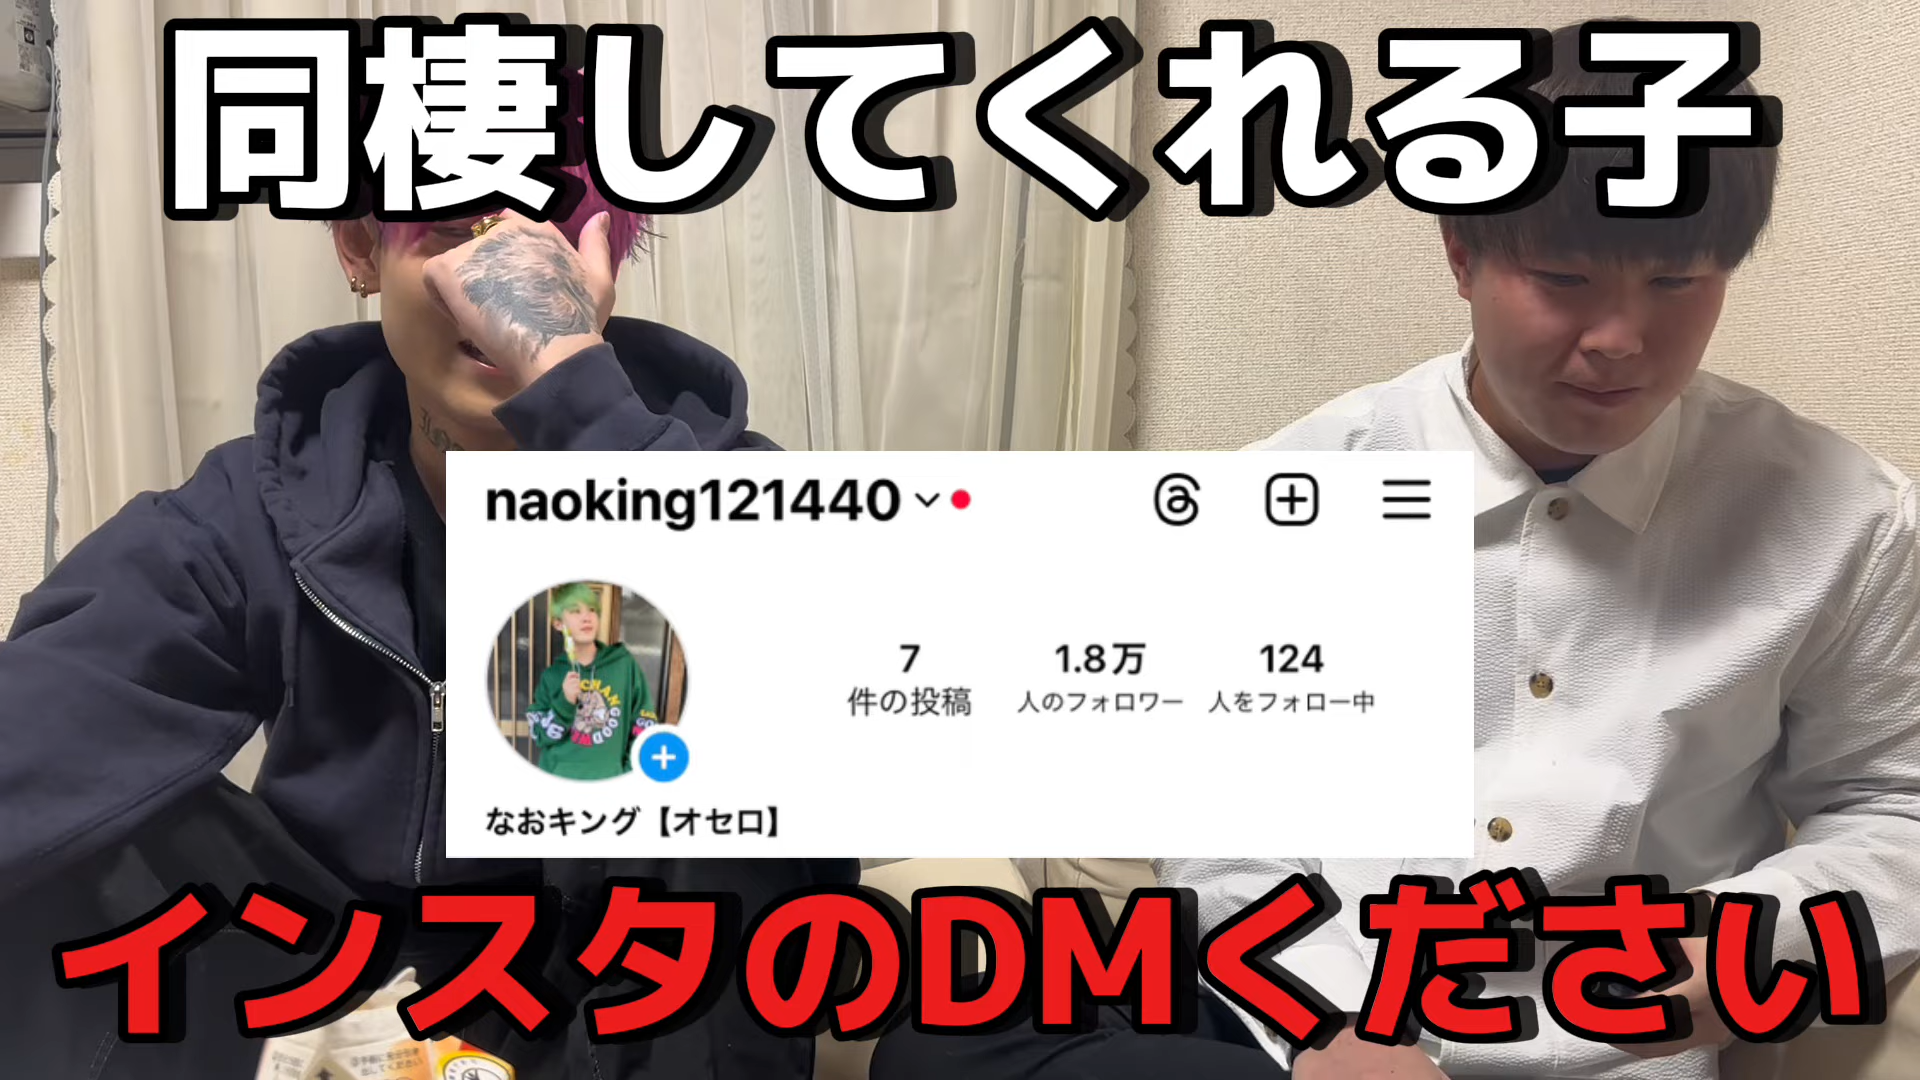 同棲してくれる子
naoking121440
7
1.8万
124
件の投稿
人のフォロワー
人をフォロー中
なおキング【オセロ】
インスタのDMください